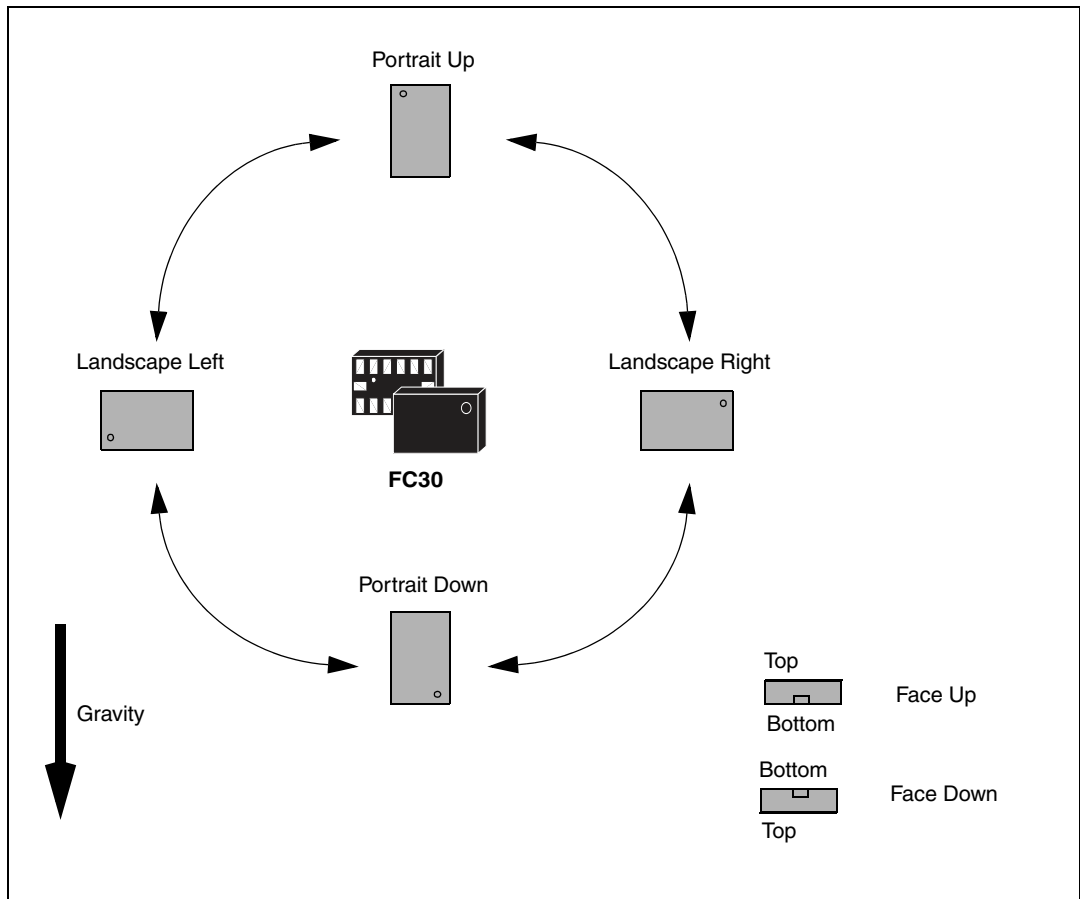 Portrait Up
Landscape Left
Landscape Right
FC30
Portrait Down
Gravity
Top
Face Up
Bottom
Bottom
Face Down
Top